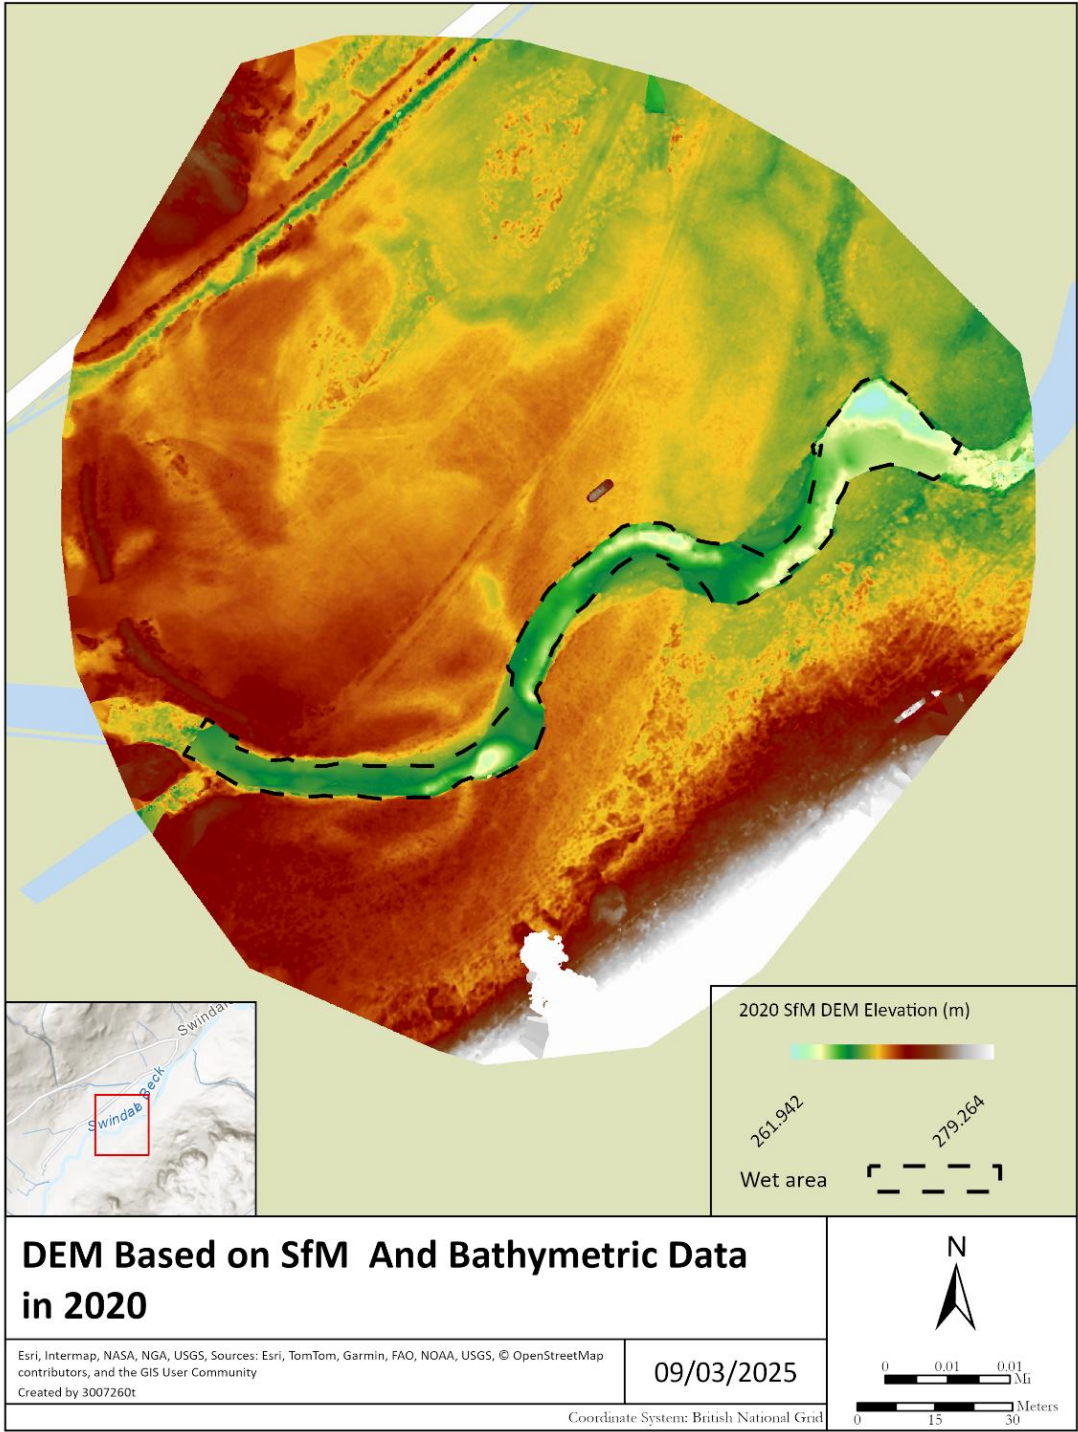 Swindale
Swindale Beck
2020 SfM DEM Elevation (m)
261.942
279.264
Wet area
DEM Based on SfM And Bathymetric Data
in 2020
N
Esri, Intermap, NASA, NGA, USGS, Sources: Esri, TomTom, Garmin, FAO, NOAA, USGS, © OpenStreetMap
contributors, and the GIS User Community
Created by 3007260t
09/03/2025
0 0.01 0.01
Mi
Meters
0 15 30
Coordinate System: British National Grid